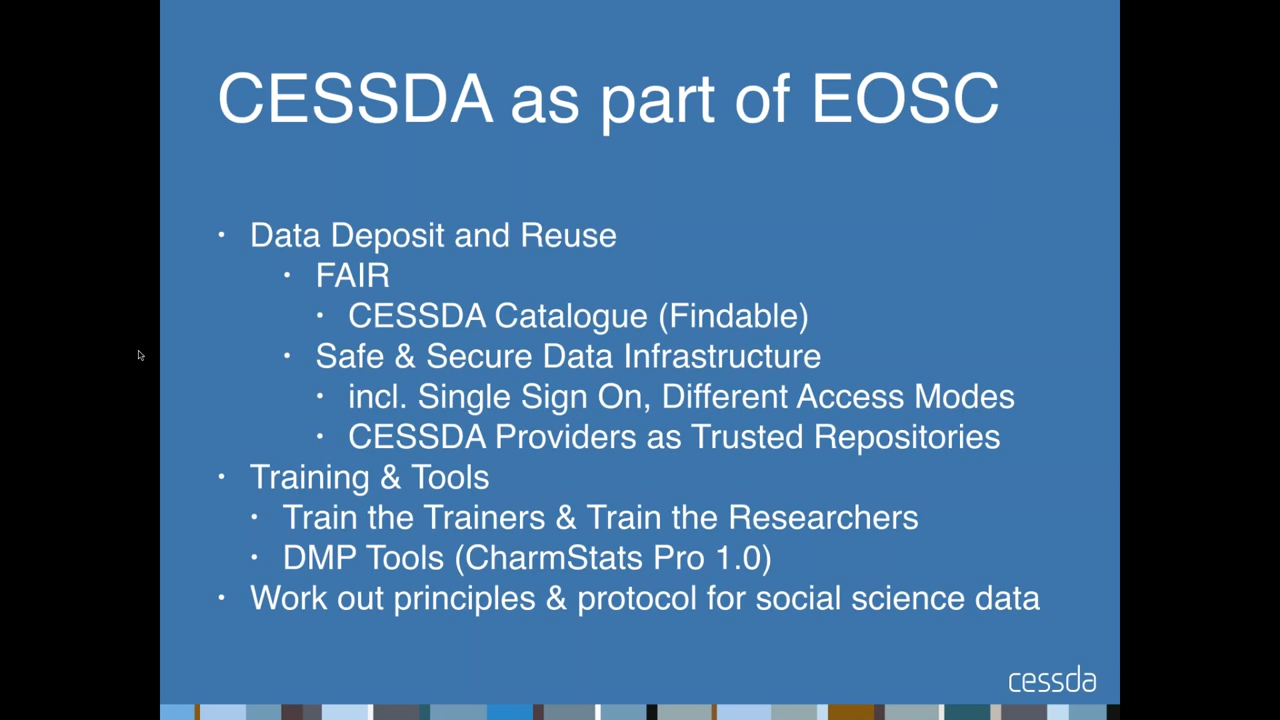 CESSDA as part of EOSC
• Data Deposit and Reuse
• FAIR
• CESSDA Catalogue (Findable)
• Safe & Secure Data Infrastructure
• incl. Single Sign On, Different Access Modes
• CESSDA Providers as Trusted Repositories
• Training & Tools
• Train the Trainers & Train the Researchers
• DMP Tools (CharmStats Pro 1.0)
• Work out principles & protocol for social science data
cessda